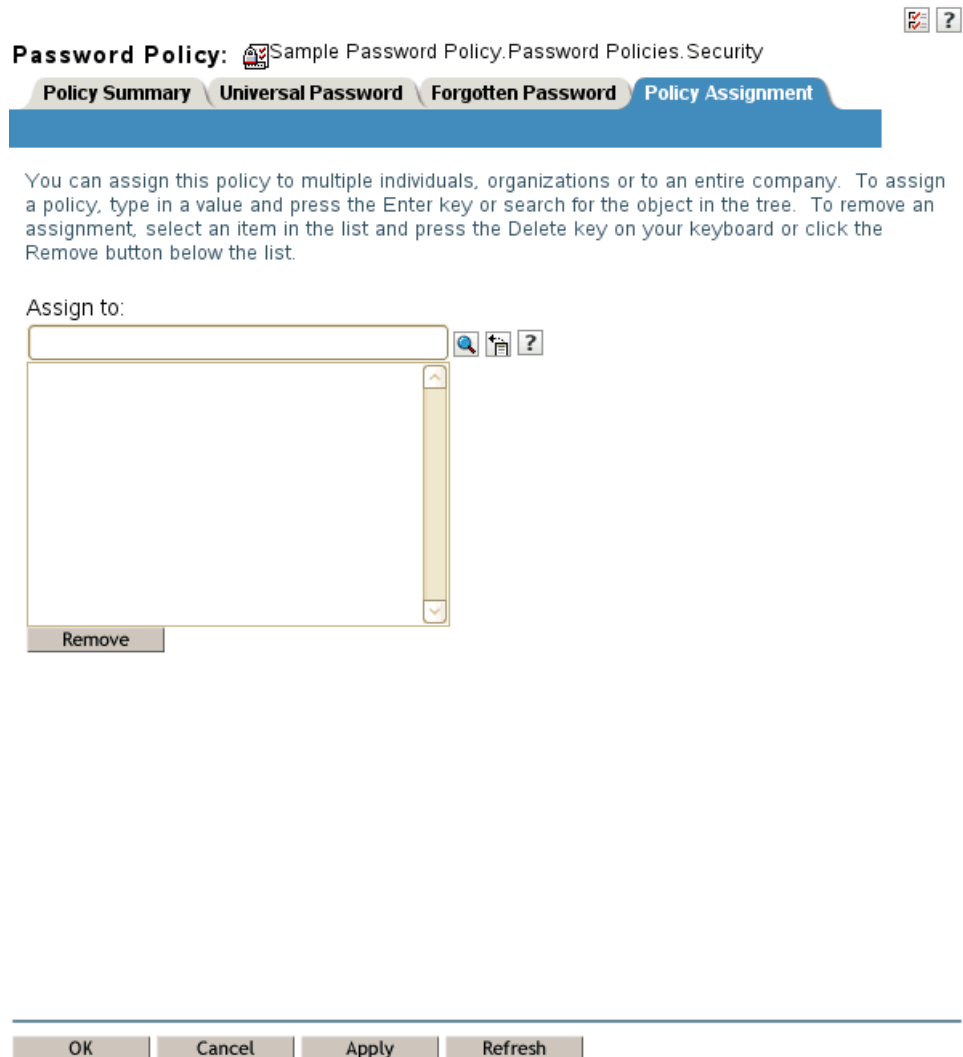 ?
Password Policy: Sample Password Policy.Password Policies.Security
Policy Summary Universal Password Forgotten Password Policy Assignment
You can assign this policy to multiple individuals, organizations or to an entire company. To assign
a policy, type in a value and press the Enter key or search for the object in the tree. To remove an
assignment, select an item in the list and press the Delete key on your keyboard or click the
Remove button below the list.
Assign to:
?
Remove
OK Cancel Apply Refresh